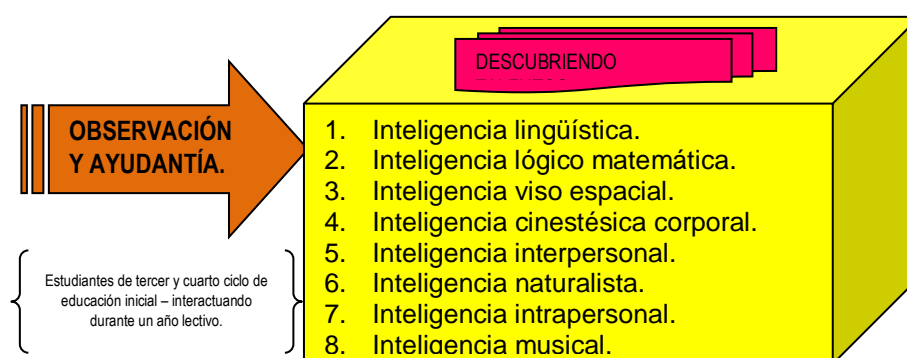 DESCUBRIENDO
OBSERVACIÓN
Y AYUDANTÍA.
1. Inteligencia lingüística.
2. Inteligencia lógico matemática.
3. Inteligencia viso espacial.
4. Inteligencia cinestésica corporal.
5. Inteligencia interpersonal.
6. Inteligencia naturalista.
7. Inteligencia intrapersonal.
8. Inteligencia musical.
Estudiantes de tercer y cuarto ciclo de
educación inicial – interactuando
durante un año lectivo.